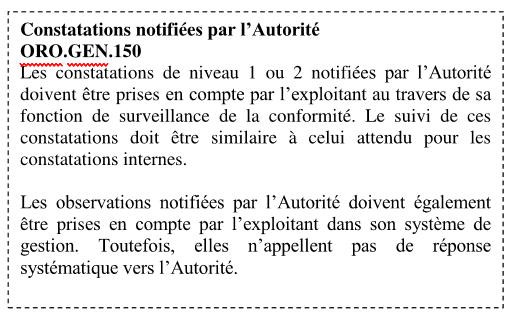 Constatations notifiées par l'Autorité
ORO.GEN.150
Les constatations de niveau 1 ou 2 notifiées par l'Autorité
doivent être prises en compte par l'exploitant au travers de sa
fonction de surveillance de la conformité. Le suivi de ces
constatations doit être similaire à celui attendu pour les
constatations internes.
Les observations notifiées par l'Autorité doivent également
être prises en compte par l'exploitant dans son système de
gestion. Toutefois, elles n'appellent pas de réponse
systématique vers l'Autorité.